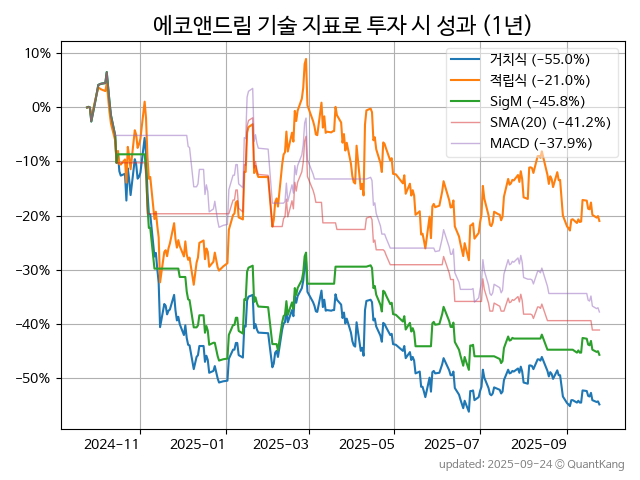 에코앤드림 기술 지표로 투자 시 성과 (1년)
거치식 (−55.0%)
적립식 (−21.0%)
SigM (−45.8%)
SMA(20) (−41.2%)
MACD (−37.9%)
10%
0%
−10%
−20%
−30%
−40%
−50%
2024-11 2025-01 2025-03 2025-05 2025-07 2025-09
updated: 2025-09-24 © QuantKang